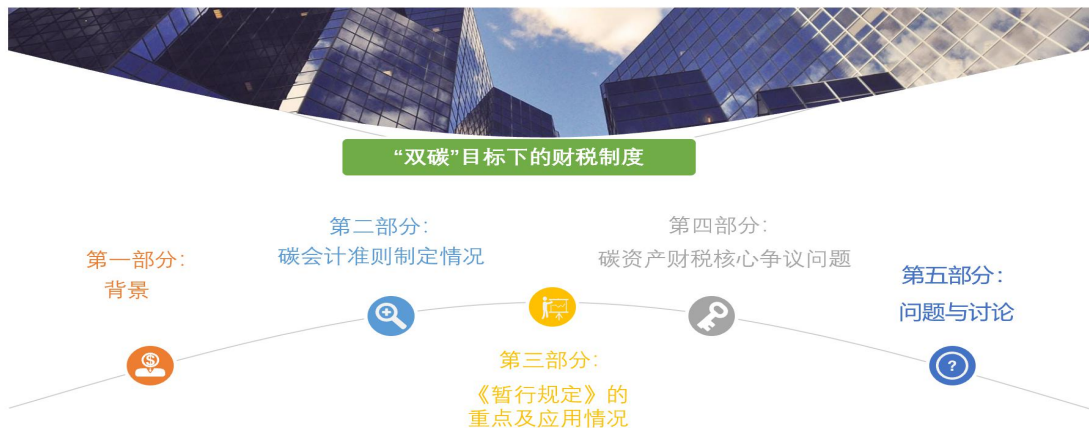 “双碳”目标下的财税制度
第一部分：
背景
第二部分：
碳会计准则制定情况
第三部分：
《暂行规定》的
重点及应用情况
第四部分：
碳资产财税核心争议问题
第五部分：
问题与讨论
$
?